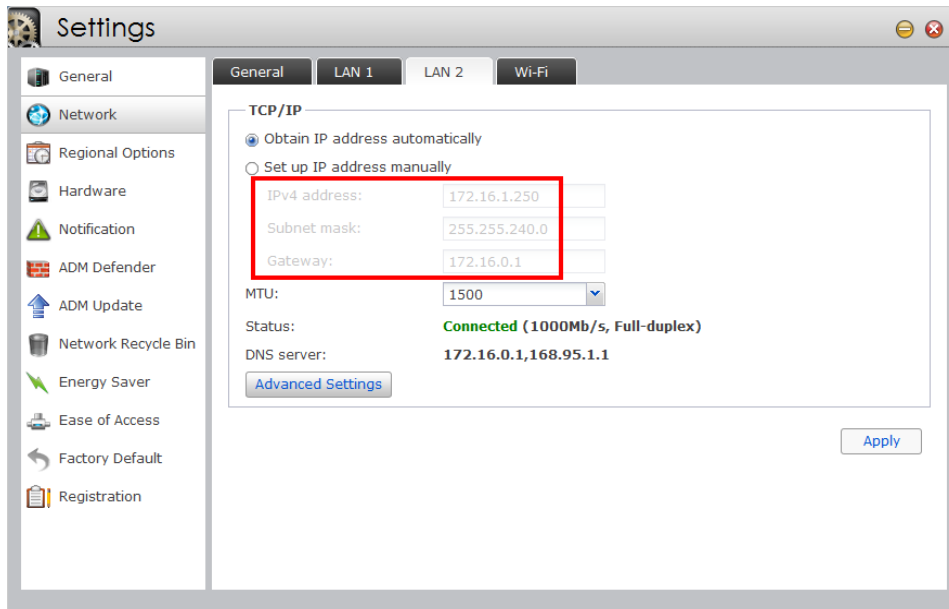 Settings
General
Network
Regional Options
Hardware
Notification
ADM Defender
ADM Update
Network Recycle Bin
Energy Saver
Ease of Access
Factory Default
Registration
General LAN 1 LAN 2 Wi-Fi
TCP/IP
Obtain IP address automatically
Set up IP address manually
IPv4 address: 172.16.1.250
Subnet mask: 255.255.240.0
Gateway: 172.16.0.1
MTU: 1500
Status: Connected (1000Mb/s, Full-duplex)
DNS server: 172.16.0.1,168.95.1.1
Advanced Settings
Apply